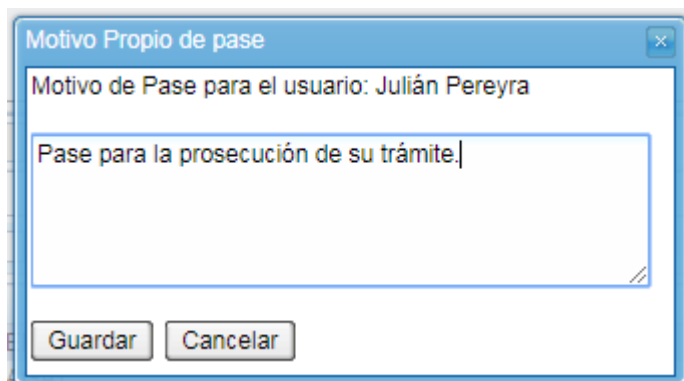 Motivo Propio de pase
Motivo de Pase para el usuario: Julián Pereyra
Pase para la prosecución de su trámite.
Guardar Cancelar